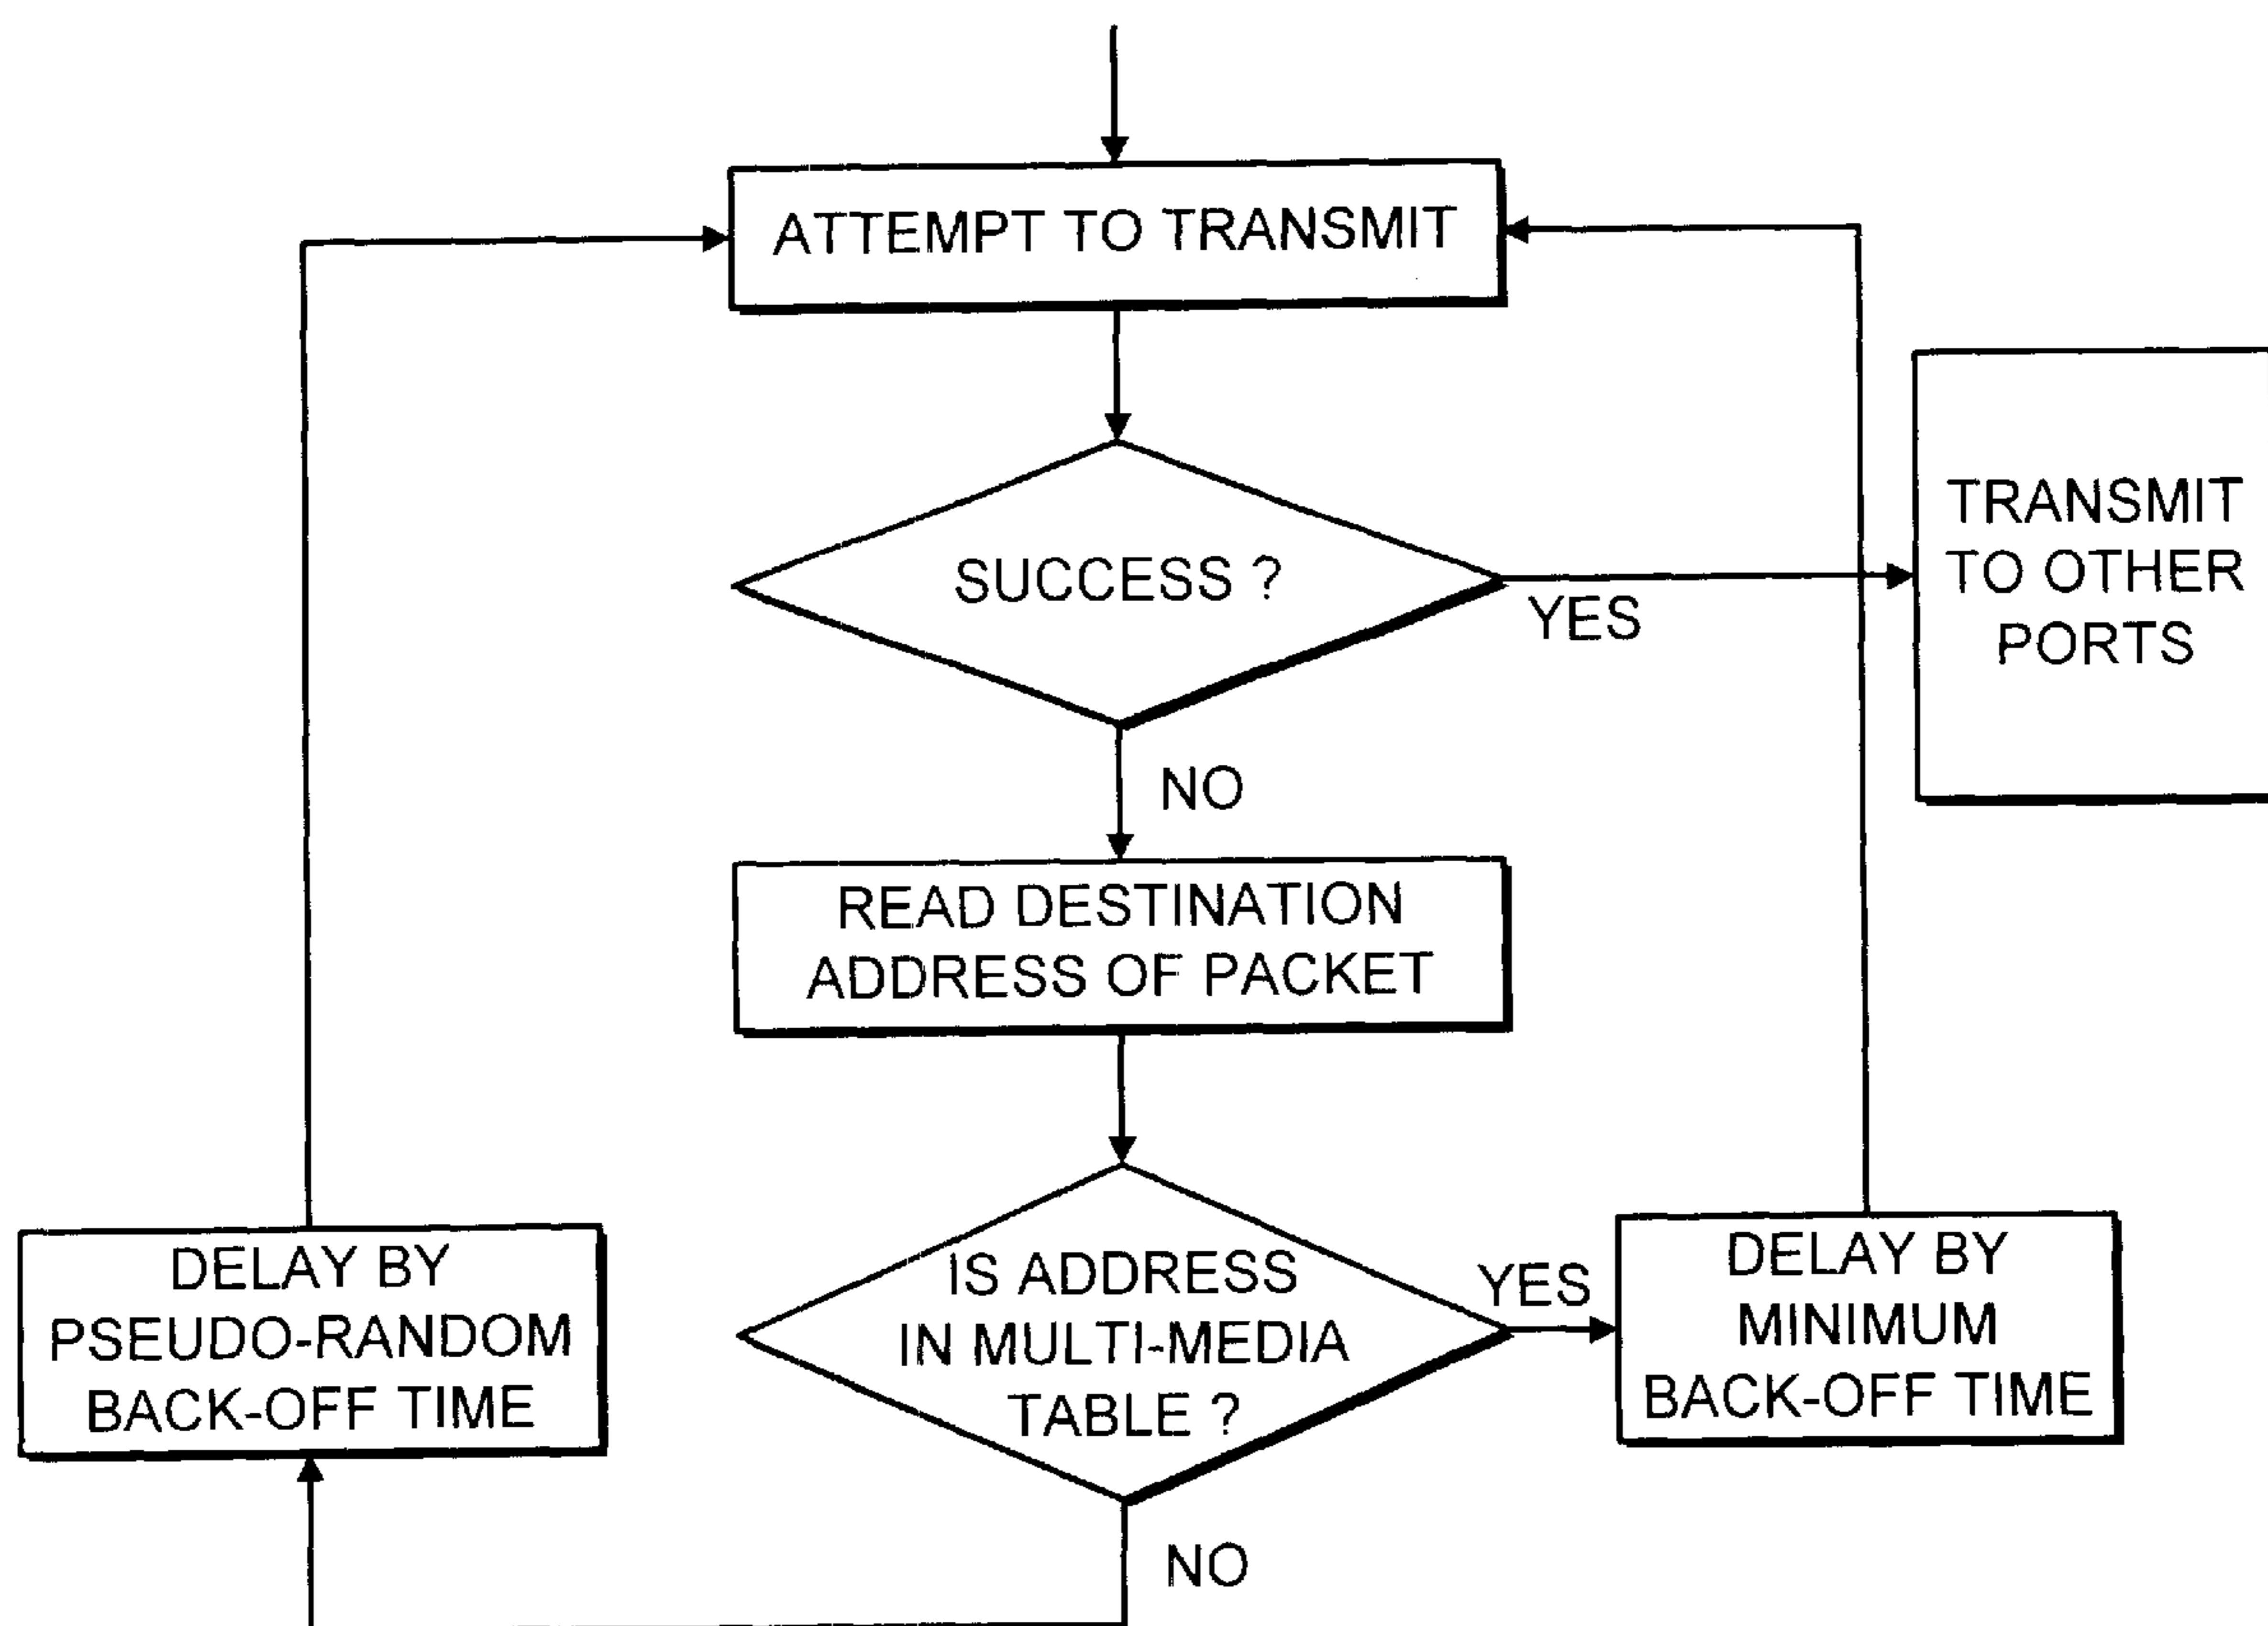 ATTEMPT TO TRANSMIT
SUCCESS ?
YES
TRANSMIT
TO OTHER
PORTS
NO
READ DESTINATION
ADDRESS OF PACKET
IS ADDRESS
IN MULTI-MEDIA
TABLE ?
YES
DELAY BY
MINIMUM
BACK-OFF TIME
NO
DELAY BY
PSEUDO-RANDOM
BACK-OFF TIME